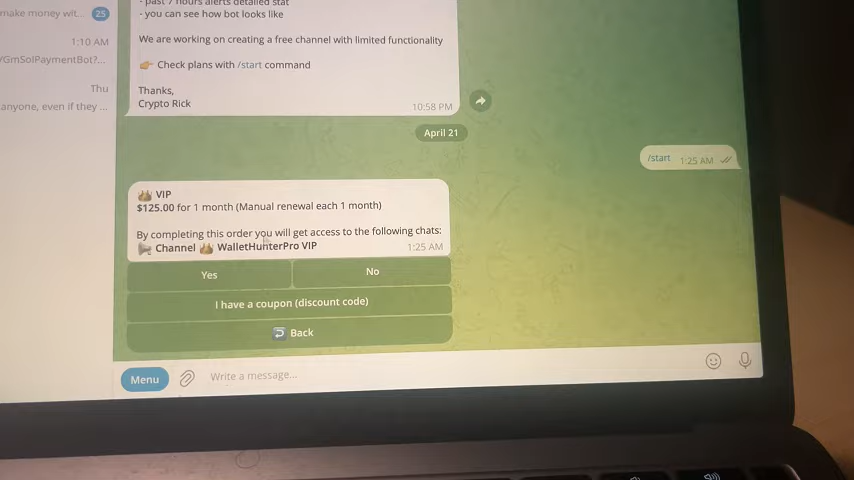 make money wit... 25
- past 7 hours alerts detailed stat
- you can see how bot looks like
We are working on creating a free channel with limited functionality
1:10 AM
/GmSolPaymentBot?...
👉 Check plans with /start command
Thu
Thanks,
anyone, even if they ...
Crypto Rick
10:58 PM
April 21
/start 1:25 AM
VIP
$125.00 for 1 month (Manual renewal each 1 month)
By completing this order you will get access to the following chats:
Channel 👑 WalletHunterPro VIP
1:25 AM
Yes
No
I have a coupon (discount code)
Back
Menu
Write a message...